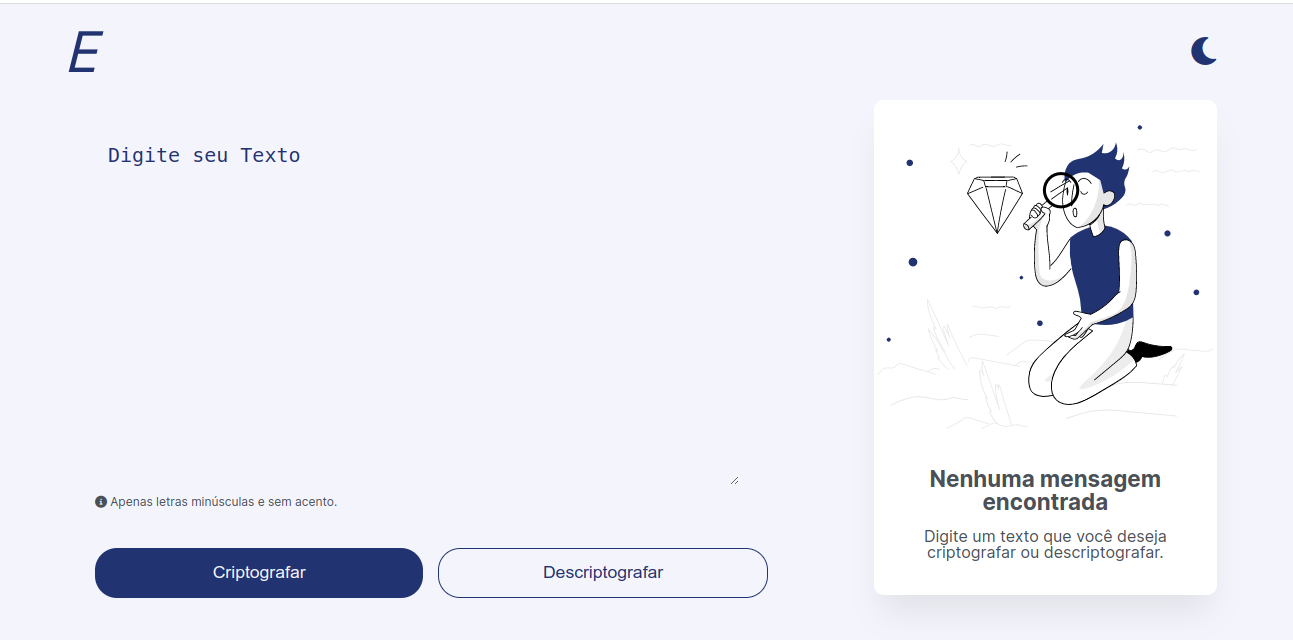 E
Digite seu Texto
Apenas letras minúsculas e sem acento.
Criptografar
Descriptografar
Nenhuma mensagem
encontrada
Digite um texto que você deseja
criptografar ou descriptografar.